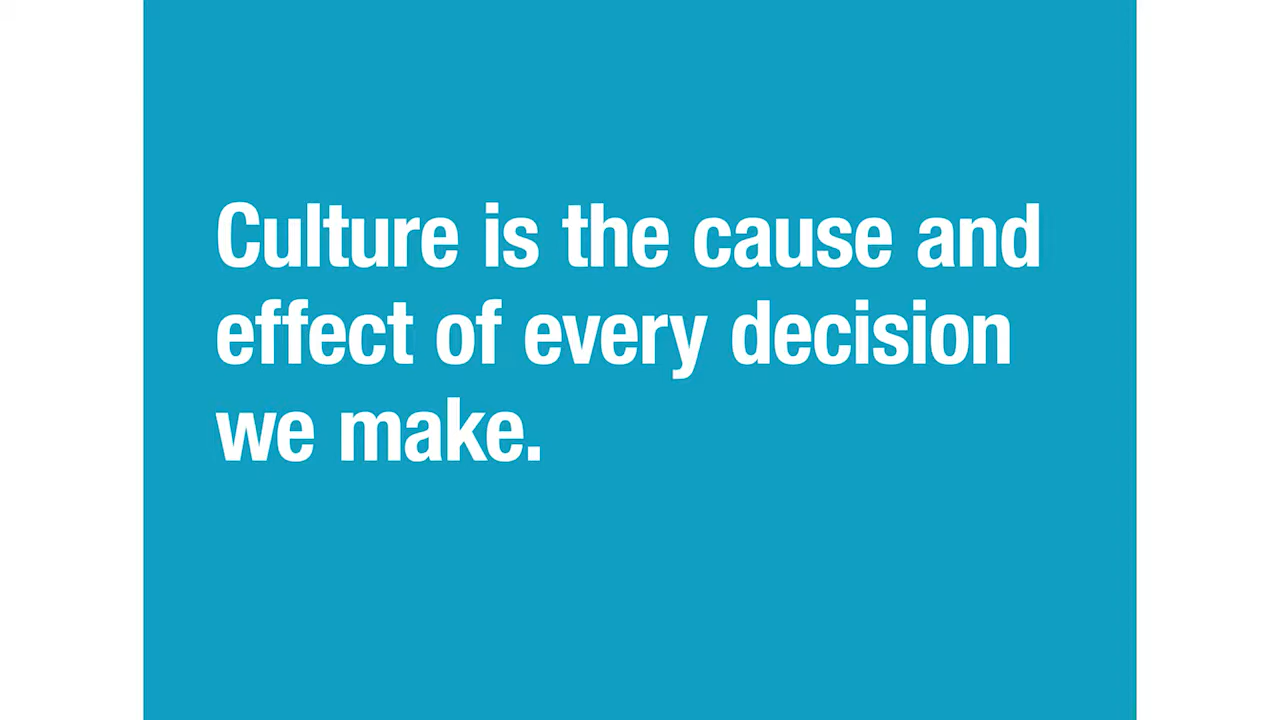 Culture is the cause and
effect of every decision
we make.